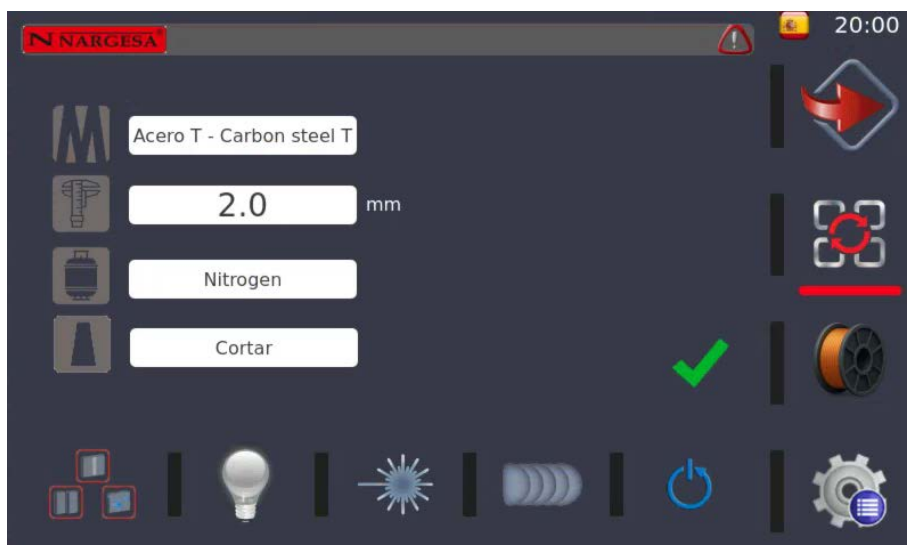 N NARGESA
20:00
Acero T - Carbon steel T
2.0 mm
Nitrogen
Cortar